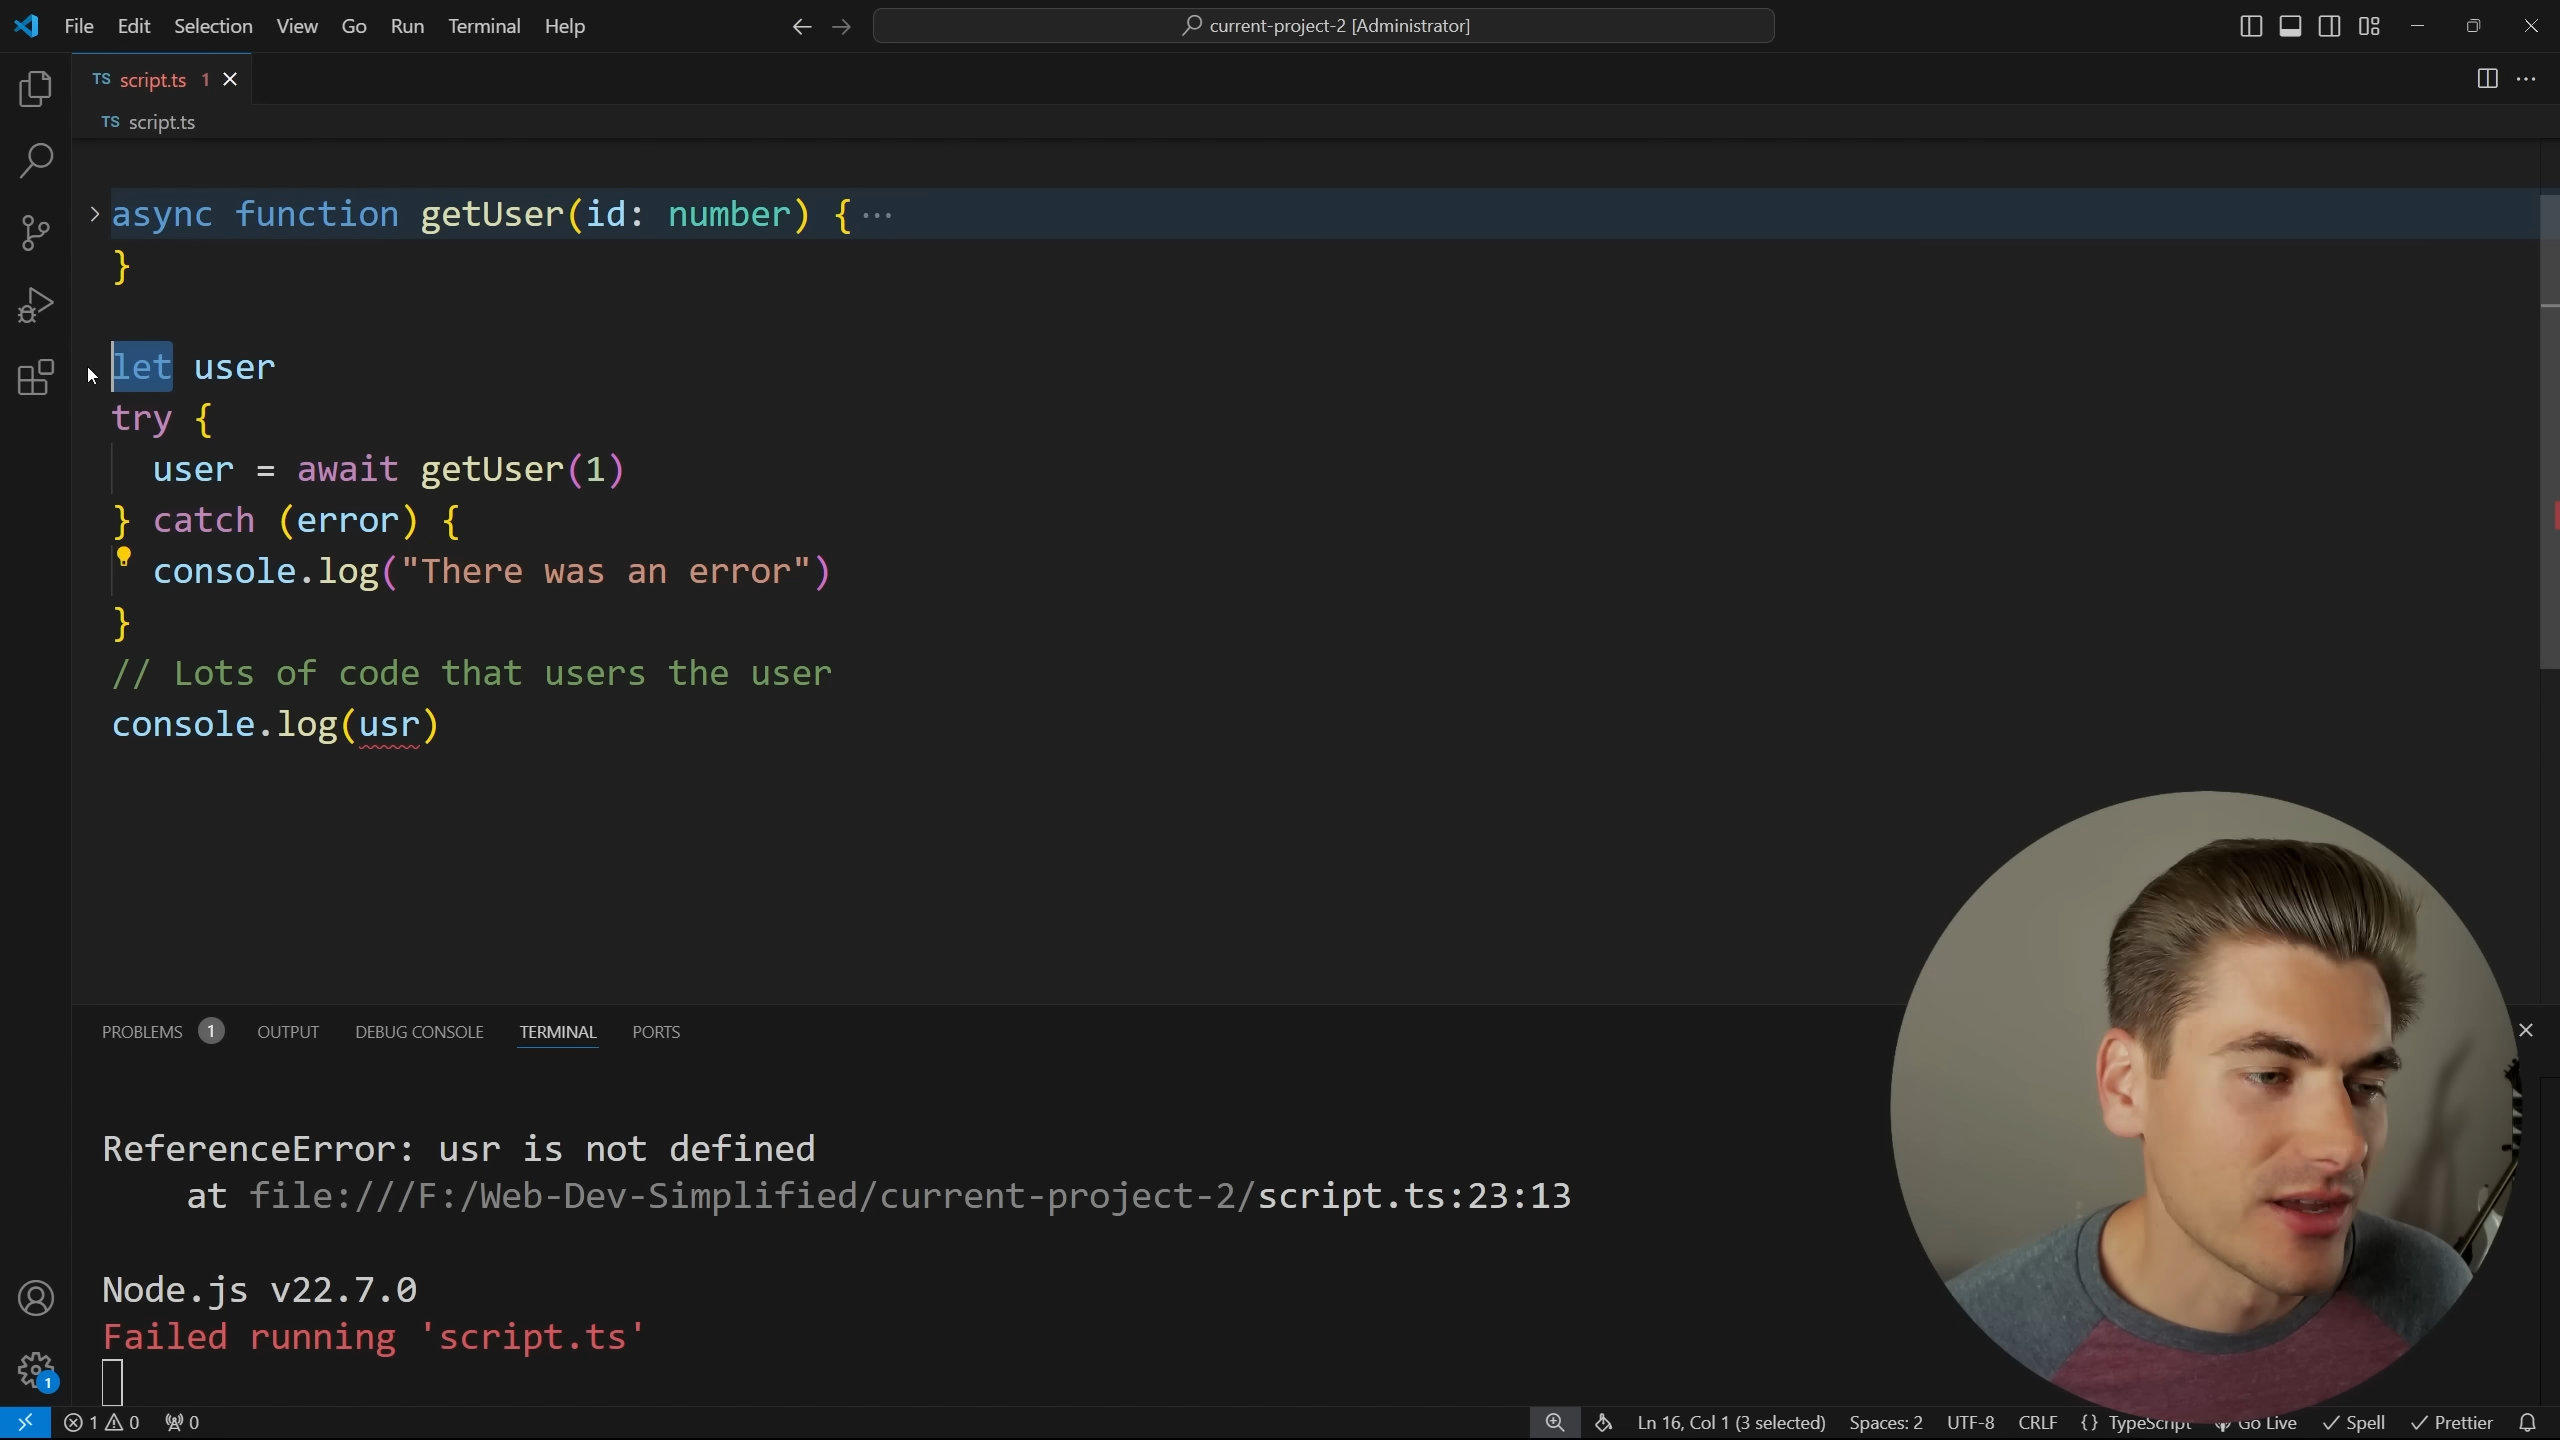 File Edit Selection View Go Run Terminal Help
current-project-2 [Administrator]
TS script.ts 1
TS script.ts
async function getUser(id: number) { ···
}
let user
try {
user = await getUser(1)
} catch (error) {
console.log("There was an error")
}
// Lots of code that users the user
console.log(usr)
PROBLEMS 1 OUTPUT DEBUG CONSOLE TERMINAL PORTS
ReferenceError: usr is not defined
at file:///F:/Web-Dev-Simplified/current-project-2/script.ts:23:13
Node.js v22.7.0
Failed running 'script.ts'
1
1 0 0 Ln 16, Col 1 (3 selected) Spaces: 2 UTF-8 CRLF {} TypeScript Go Live Spell Prettier